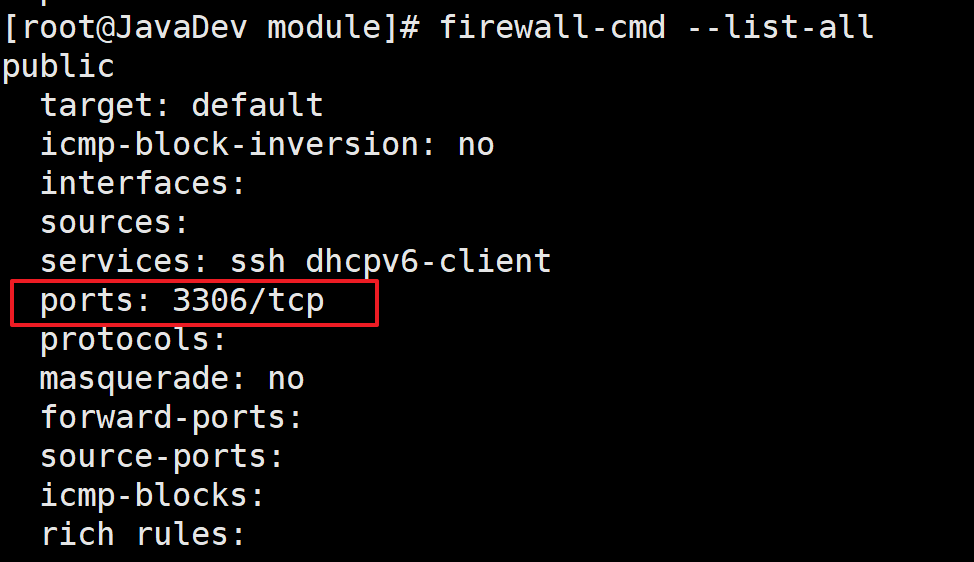 [root@JavaDev module]# firewall-cmd --list-all
public
  target: default
  icmp-block-inversion: no
  interfaces:
  sources:
  services: ssh dhcpv6-client
  ports: 3306/tcp
  protocols:
  masquerade: no
  forward-ports:
  source-ports:
  icmp-blocks:
  rich rules: